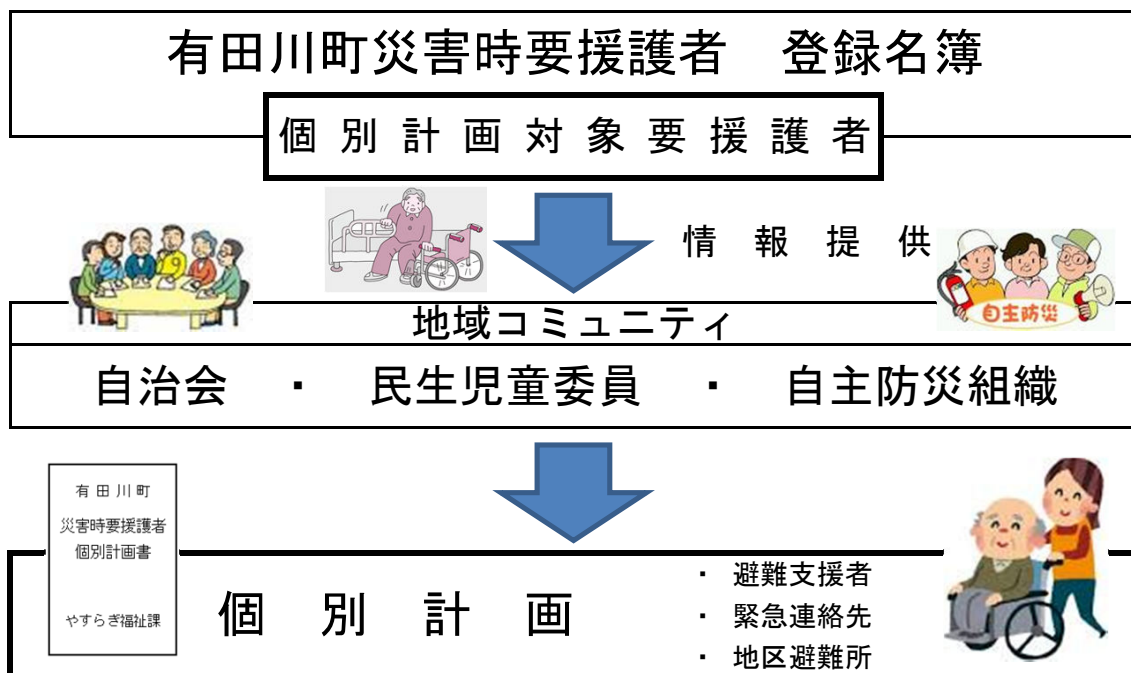 有田川町災害時要援護者　登録名簿
個別計画対象要援護者
情報提供
自主防災
地域コミュニティ
自治会　・　民生児童委員　・　自主防災組織
有田川町
災害時要援護者
個別計画書
やすらぎ福祉課
個別計画
・ 避難支援者
・ 緊急連絡先
・ 地区避難所